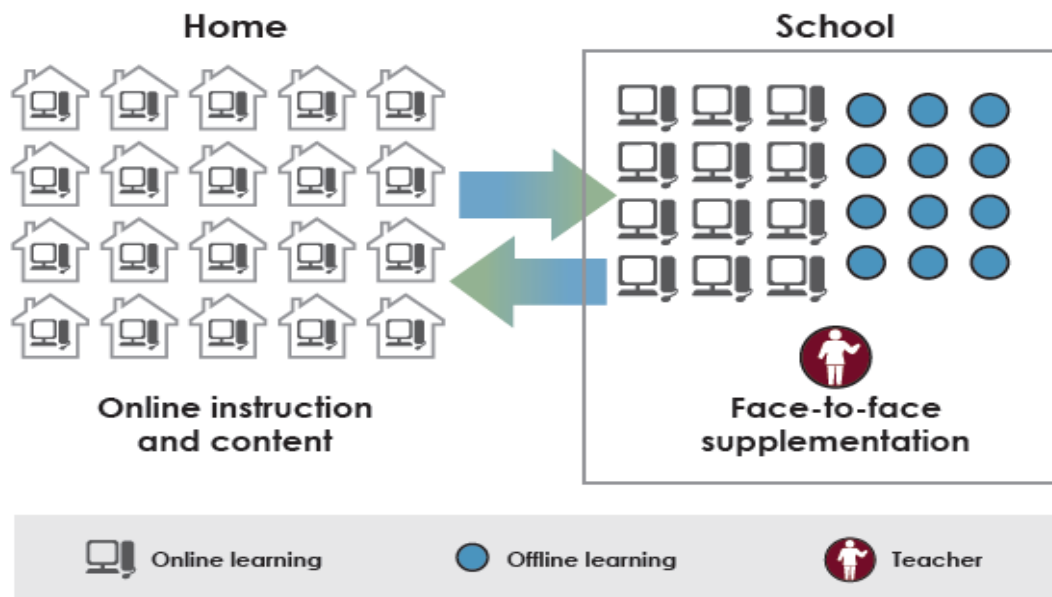 Home
School
Online instruction
and content
Face-to-face
supplementation
Online learning
Offline learning
Teacher